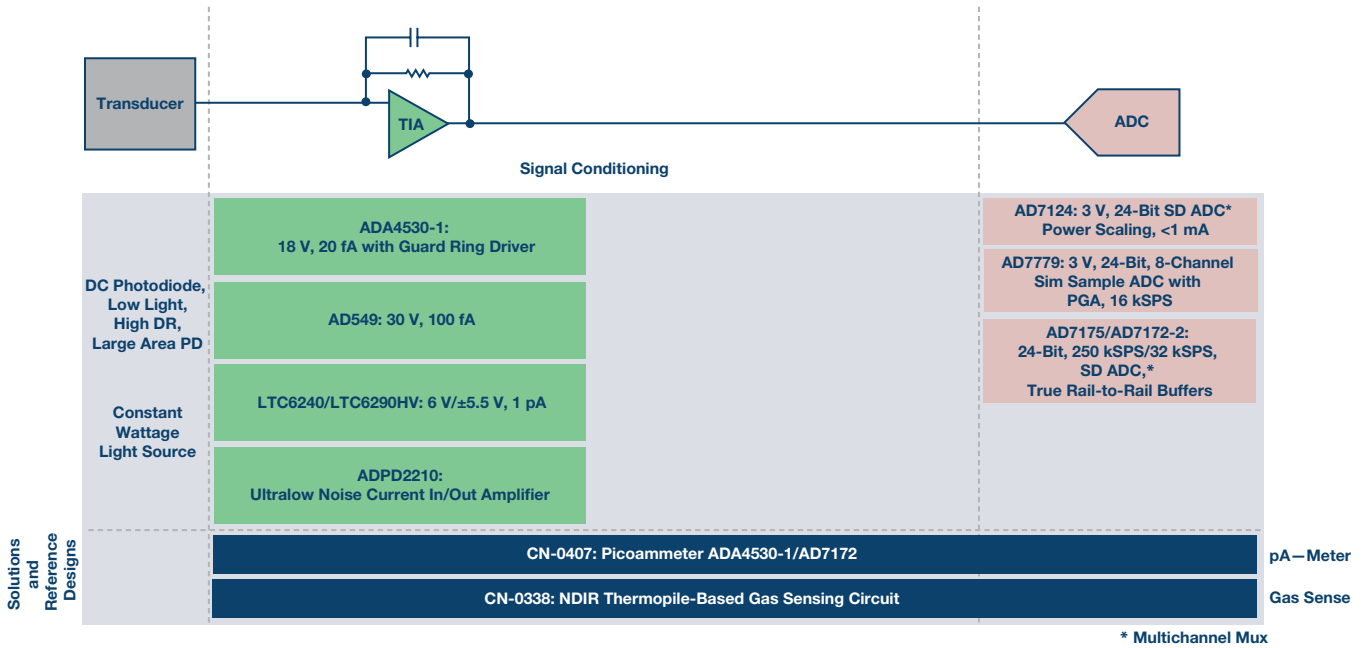 Transducer
TIA
ADC
Signal Conditioning
DC Photodiode,
Low Light,
High DR,
Large Area PD
Constant
Wattage
Light Source
ADA4530-1:
18 V, 20 fA with Guard Ring Driver
AD549: 30 V, 100 fA
LTC6240/LTC6290HV: 6 V/±5.5 V, 1 pA
ADPD2210:
Ultralow Noise Current In/Out Amplifier
AD7124: 3 V, 24-Bit SD ADC*
Power Scaling, <1 mA
AD7779: 3 V, 24-Bit, 8-Channel
Sim Sample ADC with
PGA, 16 kSPS
AD7175/AD7172-2:
24-Bit, 250 kSPS/32 kSPS,
SD ADC,*
True Rail-to-Rail Buffers
Solutions
and
Reference
Designs
CN-0407: Picoammeter ADA4530-1/AD7172
pA—Meter
CN-0338: NDIR Thermopile-Based Gas Sensing Circuit
Gas Sense
* Multichannel Mux